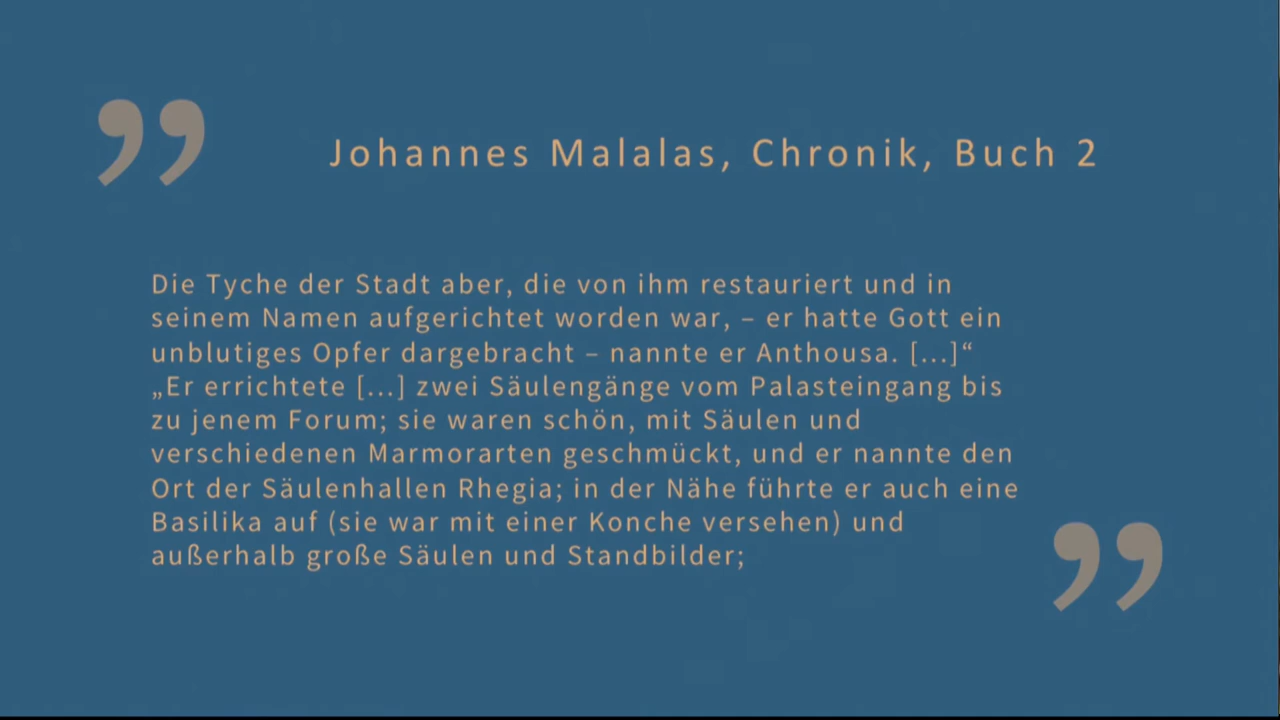 Johannes Malalas, Chronik, Buch 2
Die Tyche der Stadt aber, die von ihm restauriert und in
seinem Namen aufgerichtet worden war, – er hatte Gott ein
unblutiges Opfer dargebracht – nannte er Anthousa. [...]“
„Er errichtete [...] zwei Säulengänge vom Palasteingang bis
zu jenem Forum; sie waren schön, mit Säulen und
verschiedenen Marmorarten geschmückt, und er nannte den
Ort der Säulenhallen Rhegia; in der Nähe führte er auch eine
Basilika auf (sie war mit einer Konche versehen) und
außerhalb große Säulen und Standbilder;